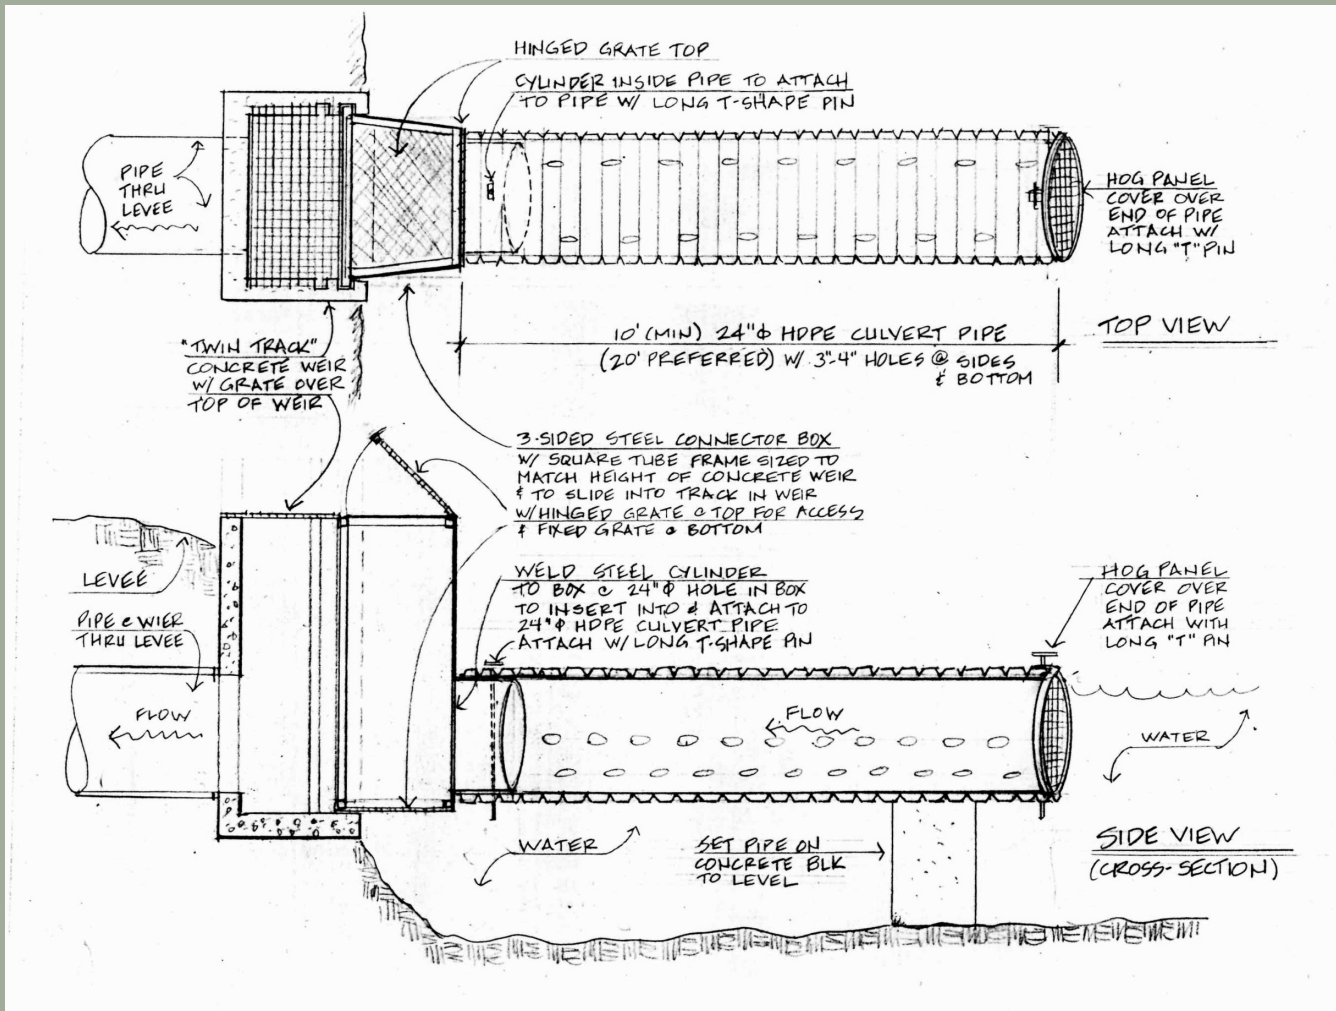 HINGED GRATE TOP
CYLINDER INSIDE PIPE TO ATTACH
TO PIPE W/ LONG T-SHAPE PIN
PIPE
THRU
LEVEE
HOG PANEL
COVER OVER
END OF PIPE
ATTACH W/
LONG "T" PIN
10' (MIN) 24"φ HDPE CULVERT PIPE
(20' PREFERRED) W/ 3"-4" HOLES @ SIDES
& BOTTOM
TOP VIEW
"TWIN TRACK"
CONCRETE WEIR
W/ GRATE OVER
TOP OF WEIR
3-SIDED STEEL CONNECTOR BOX
W/ SQUARE TUBE FRAME SIZED TO
MATCH HEIGHT OF CONCRETE WEIR
& TO SLIDE INTO TRACK IN WEIR
W/HINGED GRATE @ TOP FOR ACCESS
& FIXED GRATE @ BOTTOM
LEVEE
PIPE @ WIER
THRU LEVEE
FLOW
WELD STEEL CYLINDER
TO BOX @ 24"φ HOLE IN BOX
TO INSERT INTO & ATTACH TO
24"φ HDPE CULVERT PIPE
ATTACH W/ LONG T-SHAPE PIN
HOG PANEL
COVER OVER
END OF PIPE
ATTACH WITH
LONG "T" PIN
FLOW
WATER
WATER
SET PIPE ON
CONCRETE BLK
TO LEVEL
SIDE VIEW
(CROSS-SECTION)